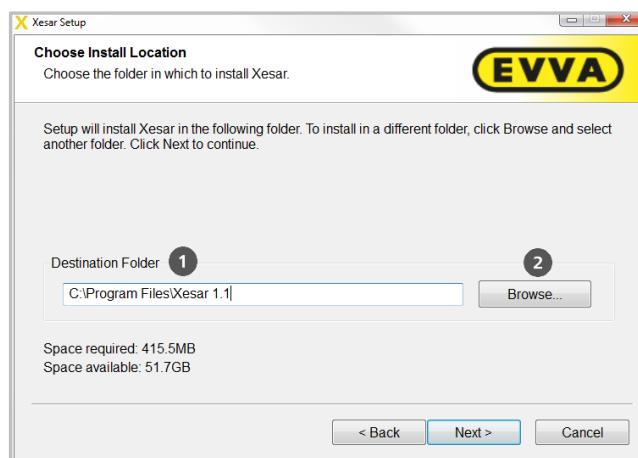 Xesar Setup
Choose Install Location
Choose the folder in which to install Xesar.
EVVA
Setup will install Xesar in the following folder. To install in a different folder, click Browse and select
another folder. Click Next to continue.
Destination Folder 1
2
C:\Program Files\Xesar 1.1
Browse...
Space required: 415.5MB
Space available: 51.7GB
< Back
Next >
Cancel